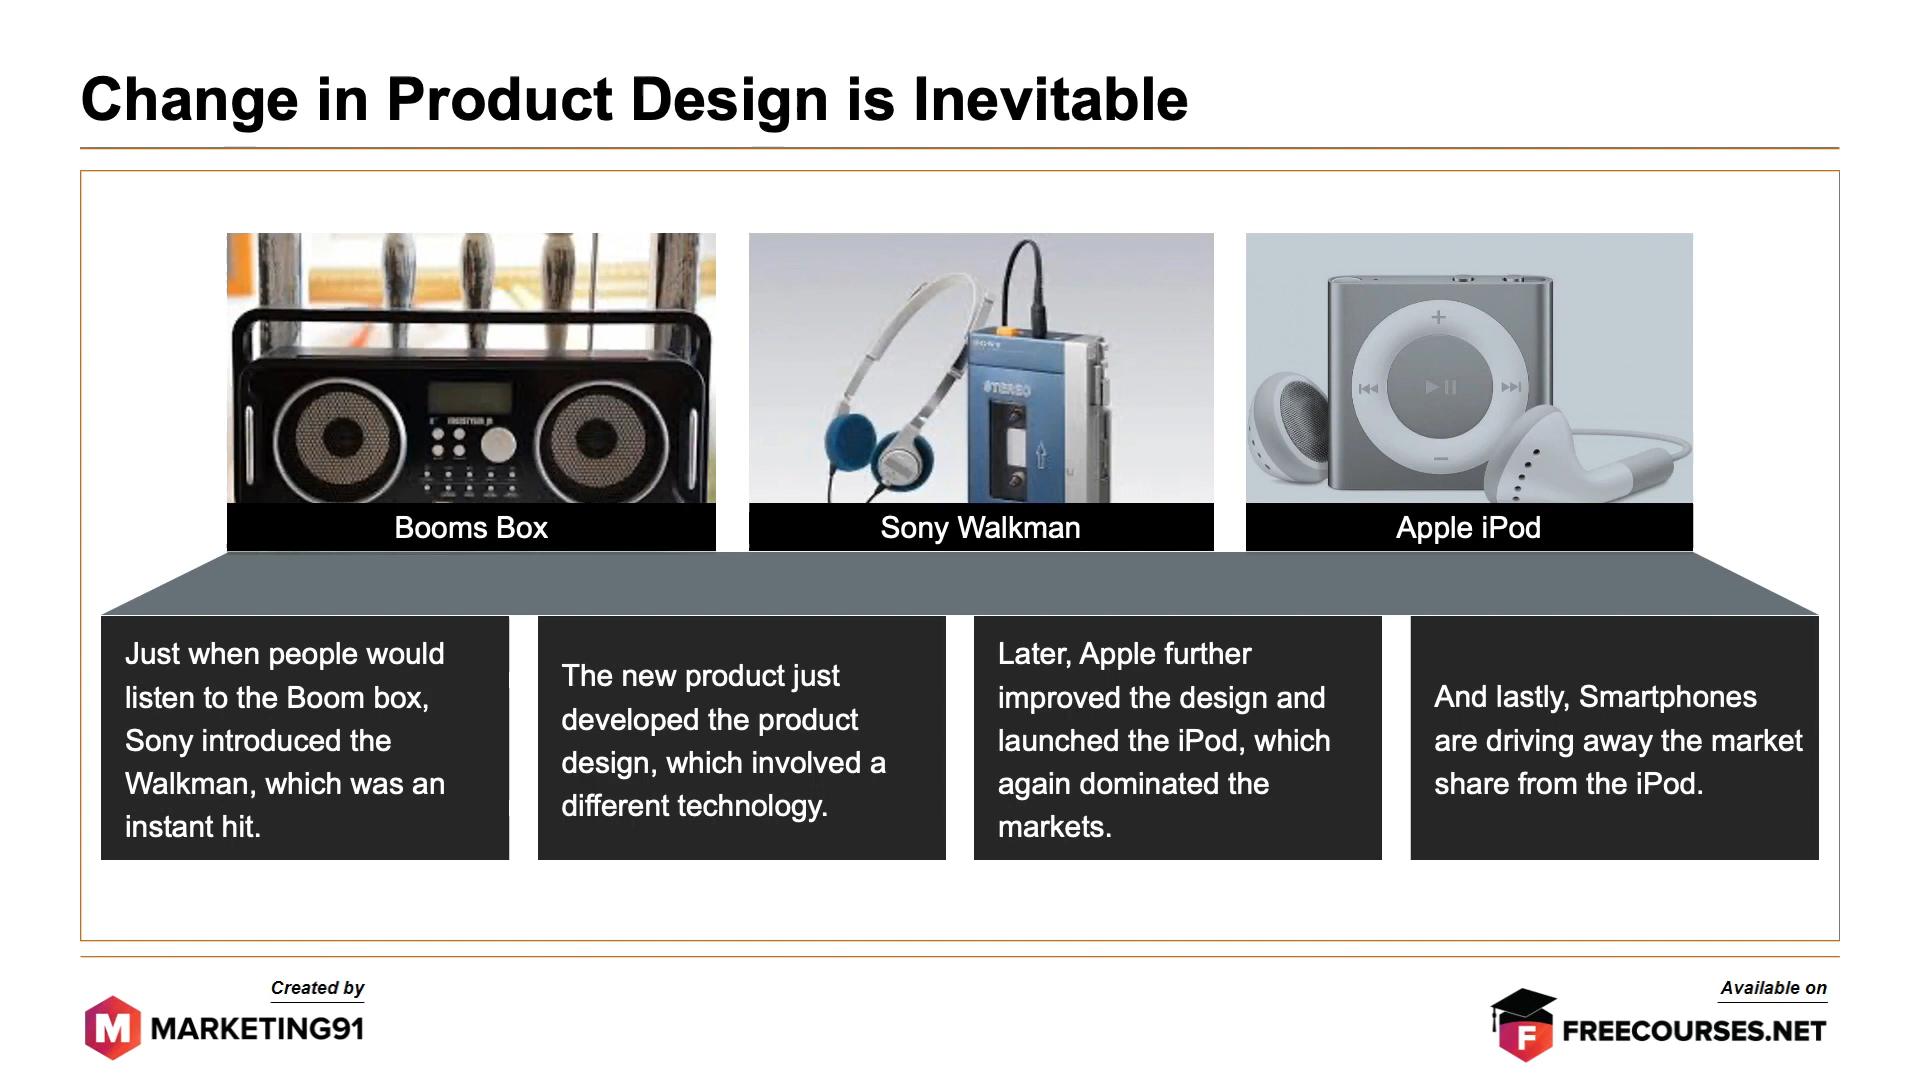 Change in Product Design is Inevitable
SONY
STEREO
Booms Box
Sony Walkman
Apple iPod
Just when people would
listen to the Boom box,
Sony introduced the
Walkman, which was an
instant hit.
The new product just
developed the product
design, which involved a
different technology.
Later, Apple further
improved the design and
launched the iPod, which
again dominated the
markets.
And lastly, Smartphones
are driving away the market
share from the iPod.
Created by
M MARKETING91
Available on
F FREECOURSES.NET